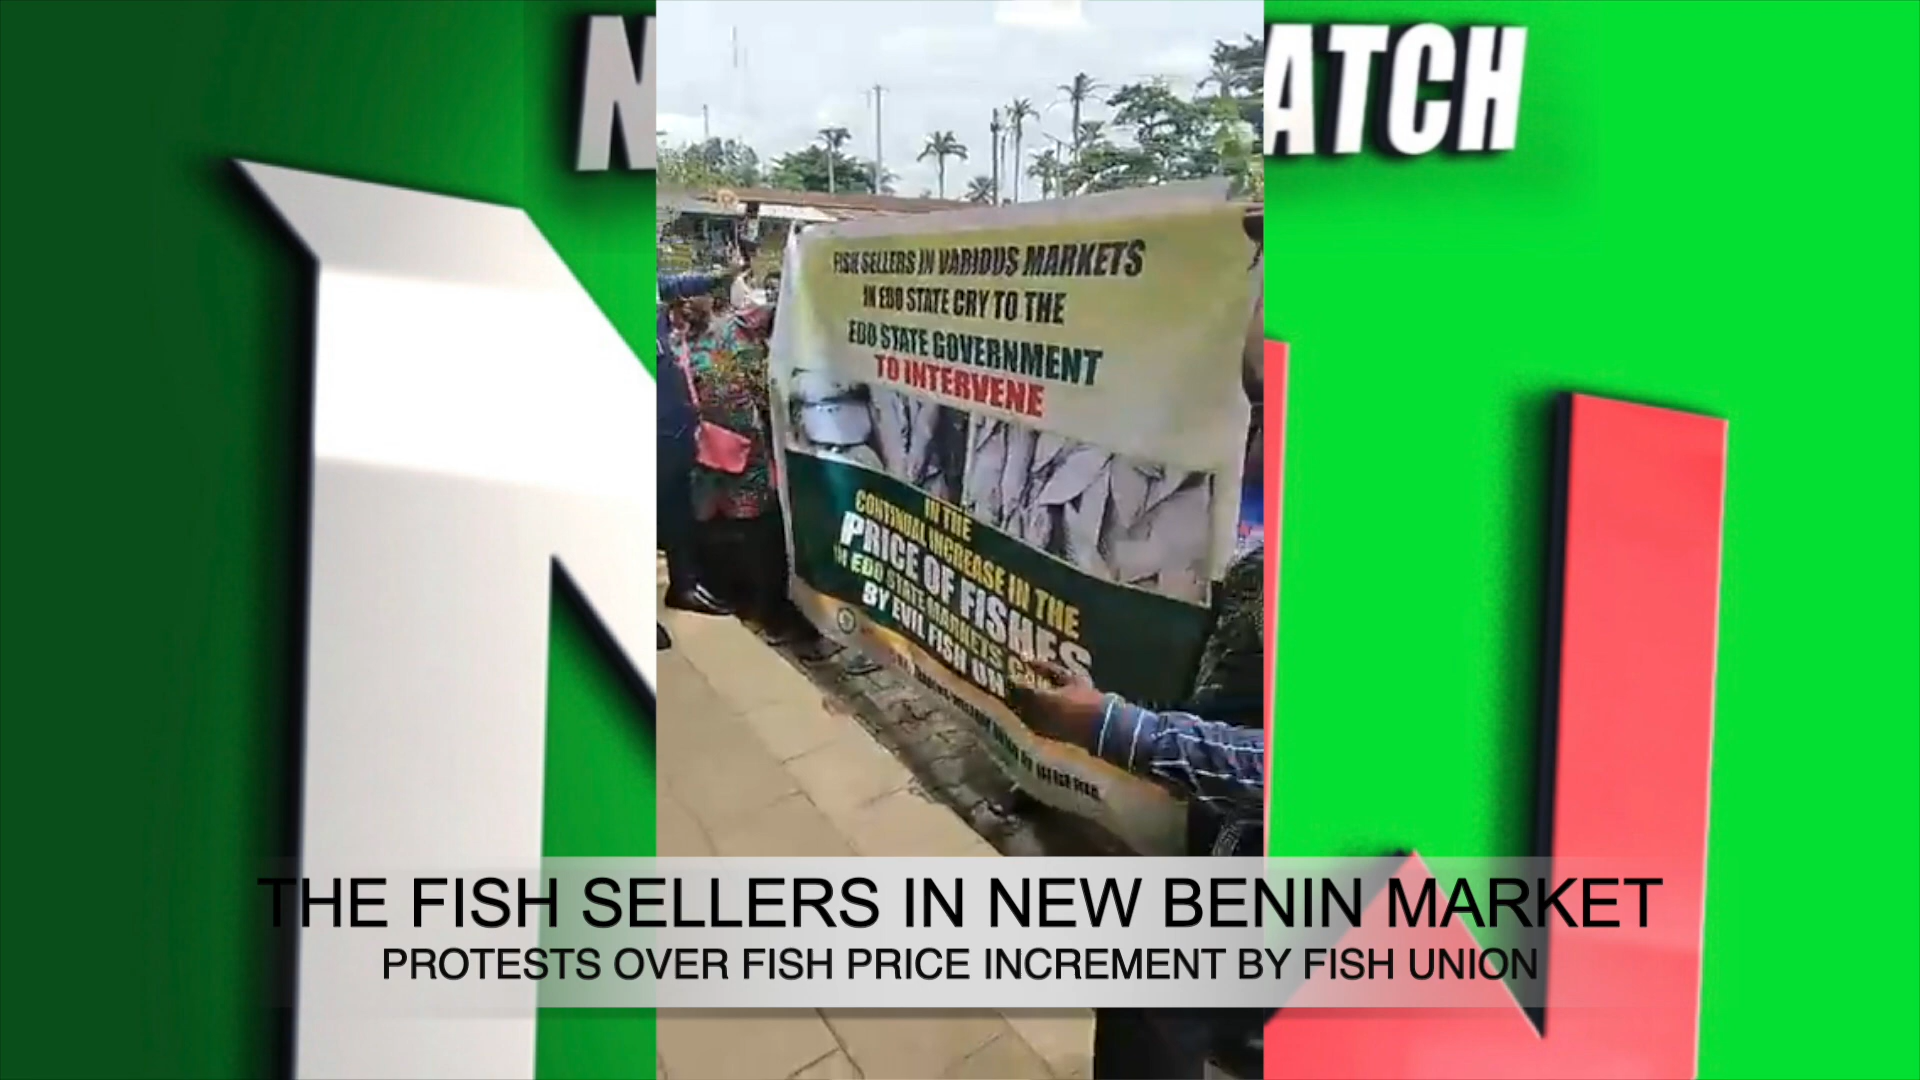 ATCH
FISH SELLERS IN VARIOUS MARKETS
IN EDO STATE CRY TO THE
EDO STATE GOVERNMENT
TO INTERVENE
IN THE
CONTINUAL INCREASE IN THE
PRICE OF FISHES
IN EDO STATE MARKETS
BY EVIL FISH UN
THE FISH SELLERS IN NEW BENIN MARKET
PROTESTS OVER FISH PRICE INCREMENT BY FISH UNION